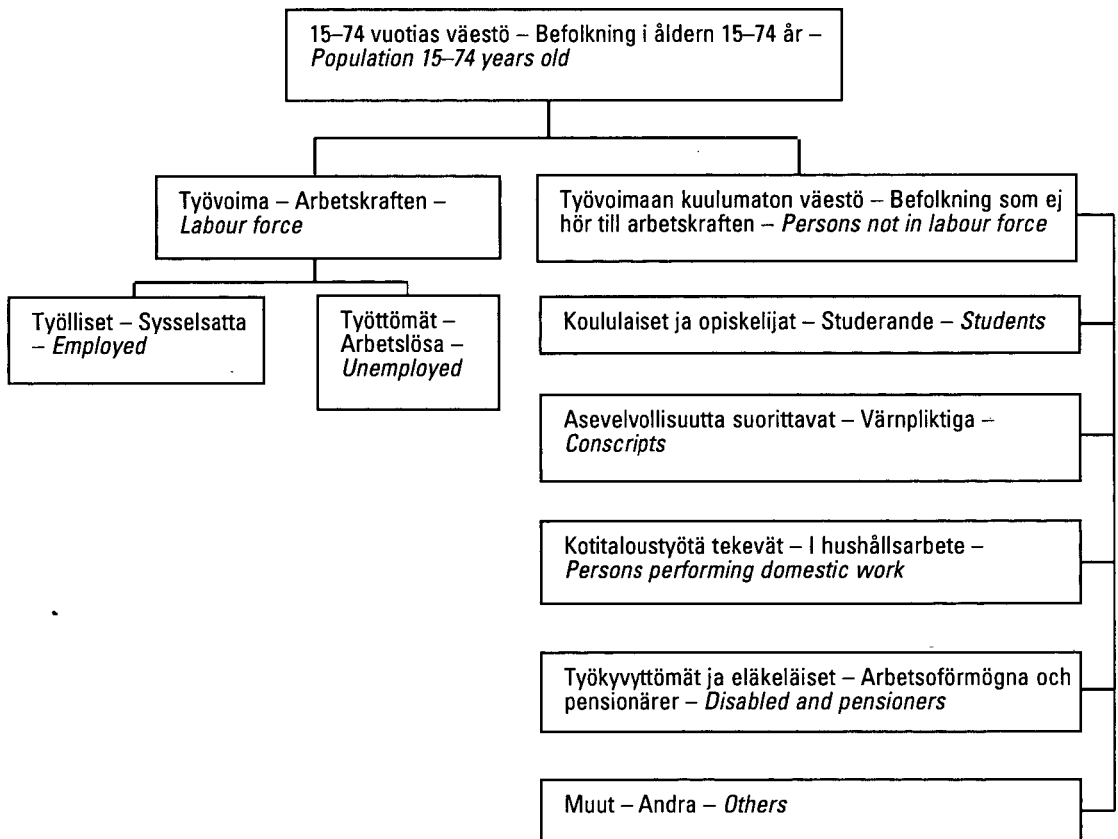 15–74 vuotias väestö – Befolkning i åldern 15–74 år –
Population 15–74 years old
Työvoima – Arbetskraften –
Labour force
Työvoimaan kuulumaton väestö – Befolkning som ej
hör till arbetskraften – Persons not in labour force
Työlliset – Sysselsatta
– Employed
Työttömät –
Arbetslösa –
Unemployed
Koululaiset ja opiskelijat – Studerande – Students
Asevelvollisuutta suorittavat – Värnpliktiga –
Conscripts
Kotitaloustyötä tekevät – I hushållsarbete –
Persons performing domestic work
Työkyvyttömät ja eläkeläiset – Arbetsoförmögna och
pensionärer – Disabled and pensioners
Muut – Andra – Others